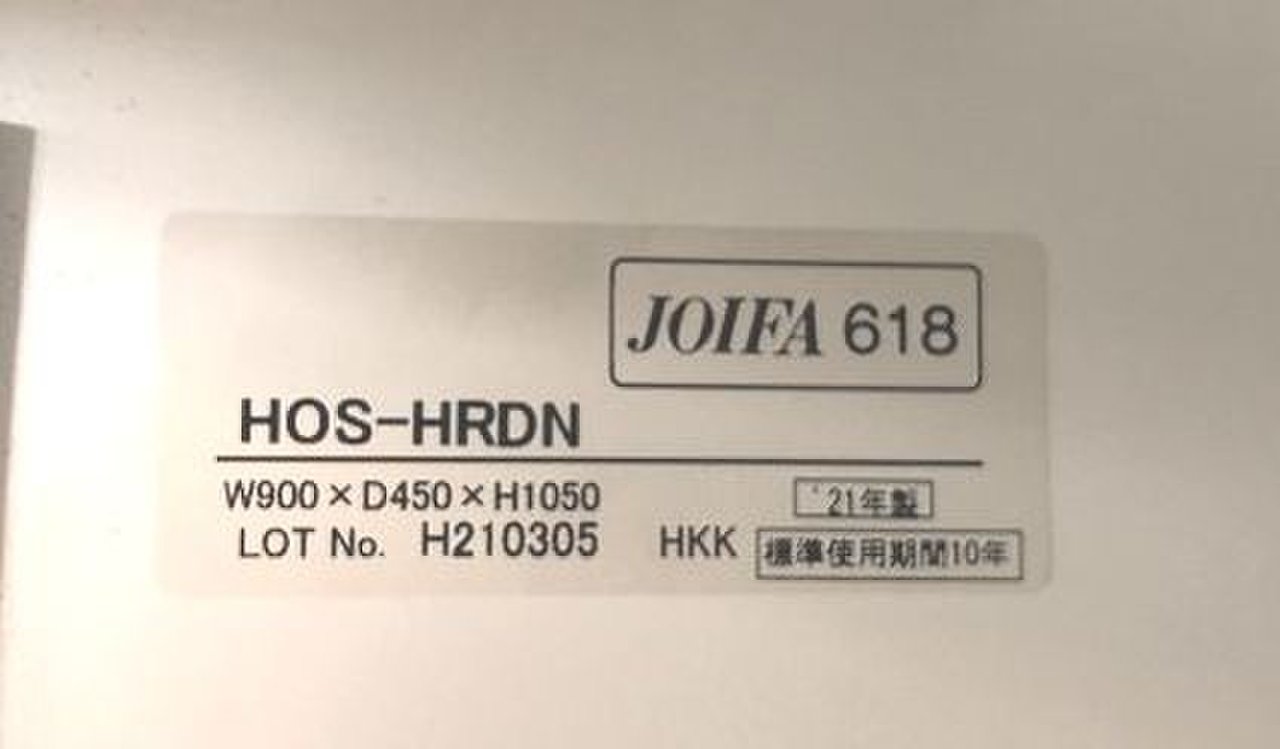 JOIFA 618
HOS-HRDN
W900×D450×H1050
'21年製
LOT No. H210305 HKK
標準使用期間10年